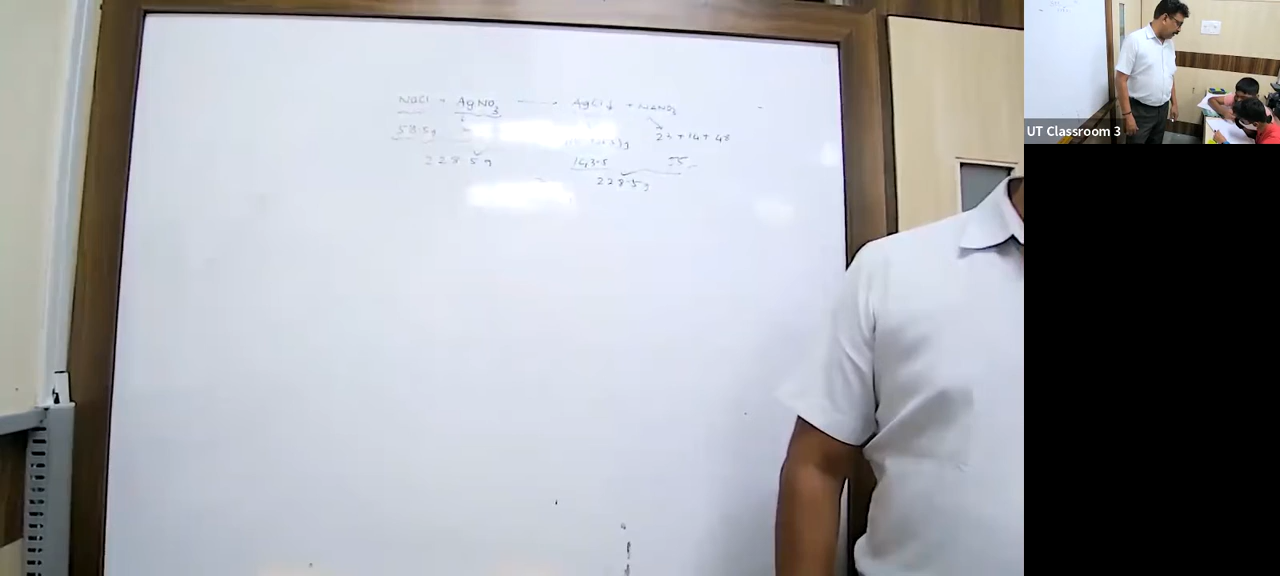 NaCl + AgNO3 → AgCl↓ + NaNO3
58.5g 23+14+48
228.5g 143.5 85
228.5g
UT Classroom 3